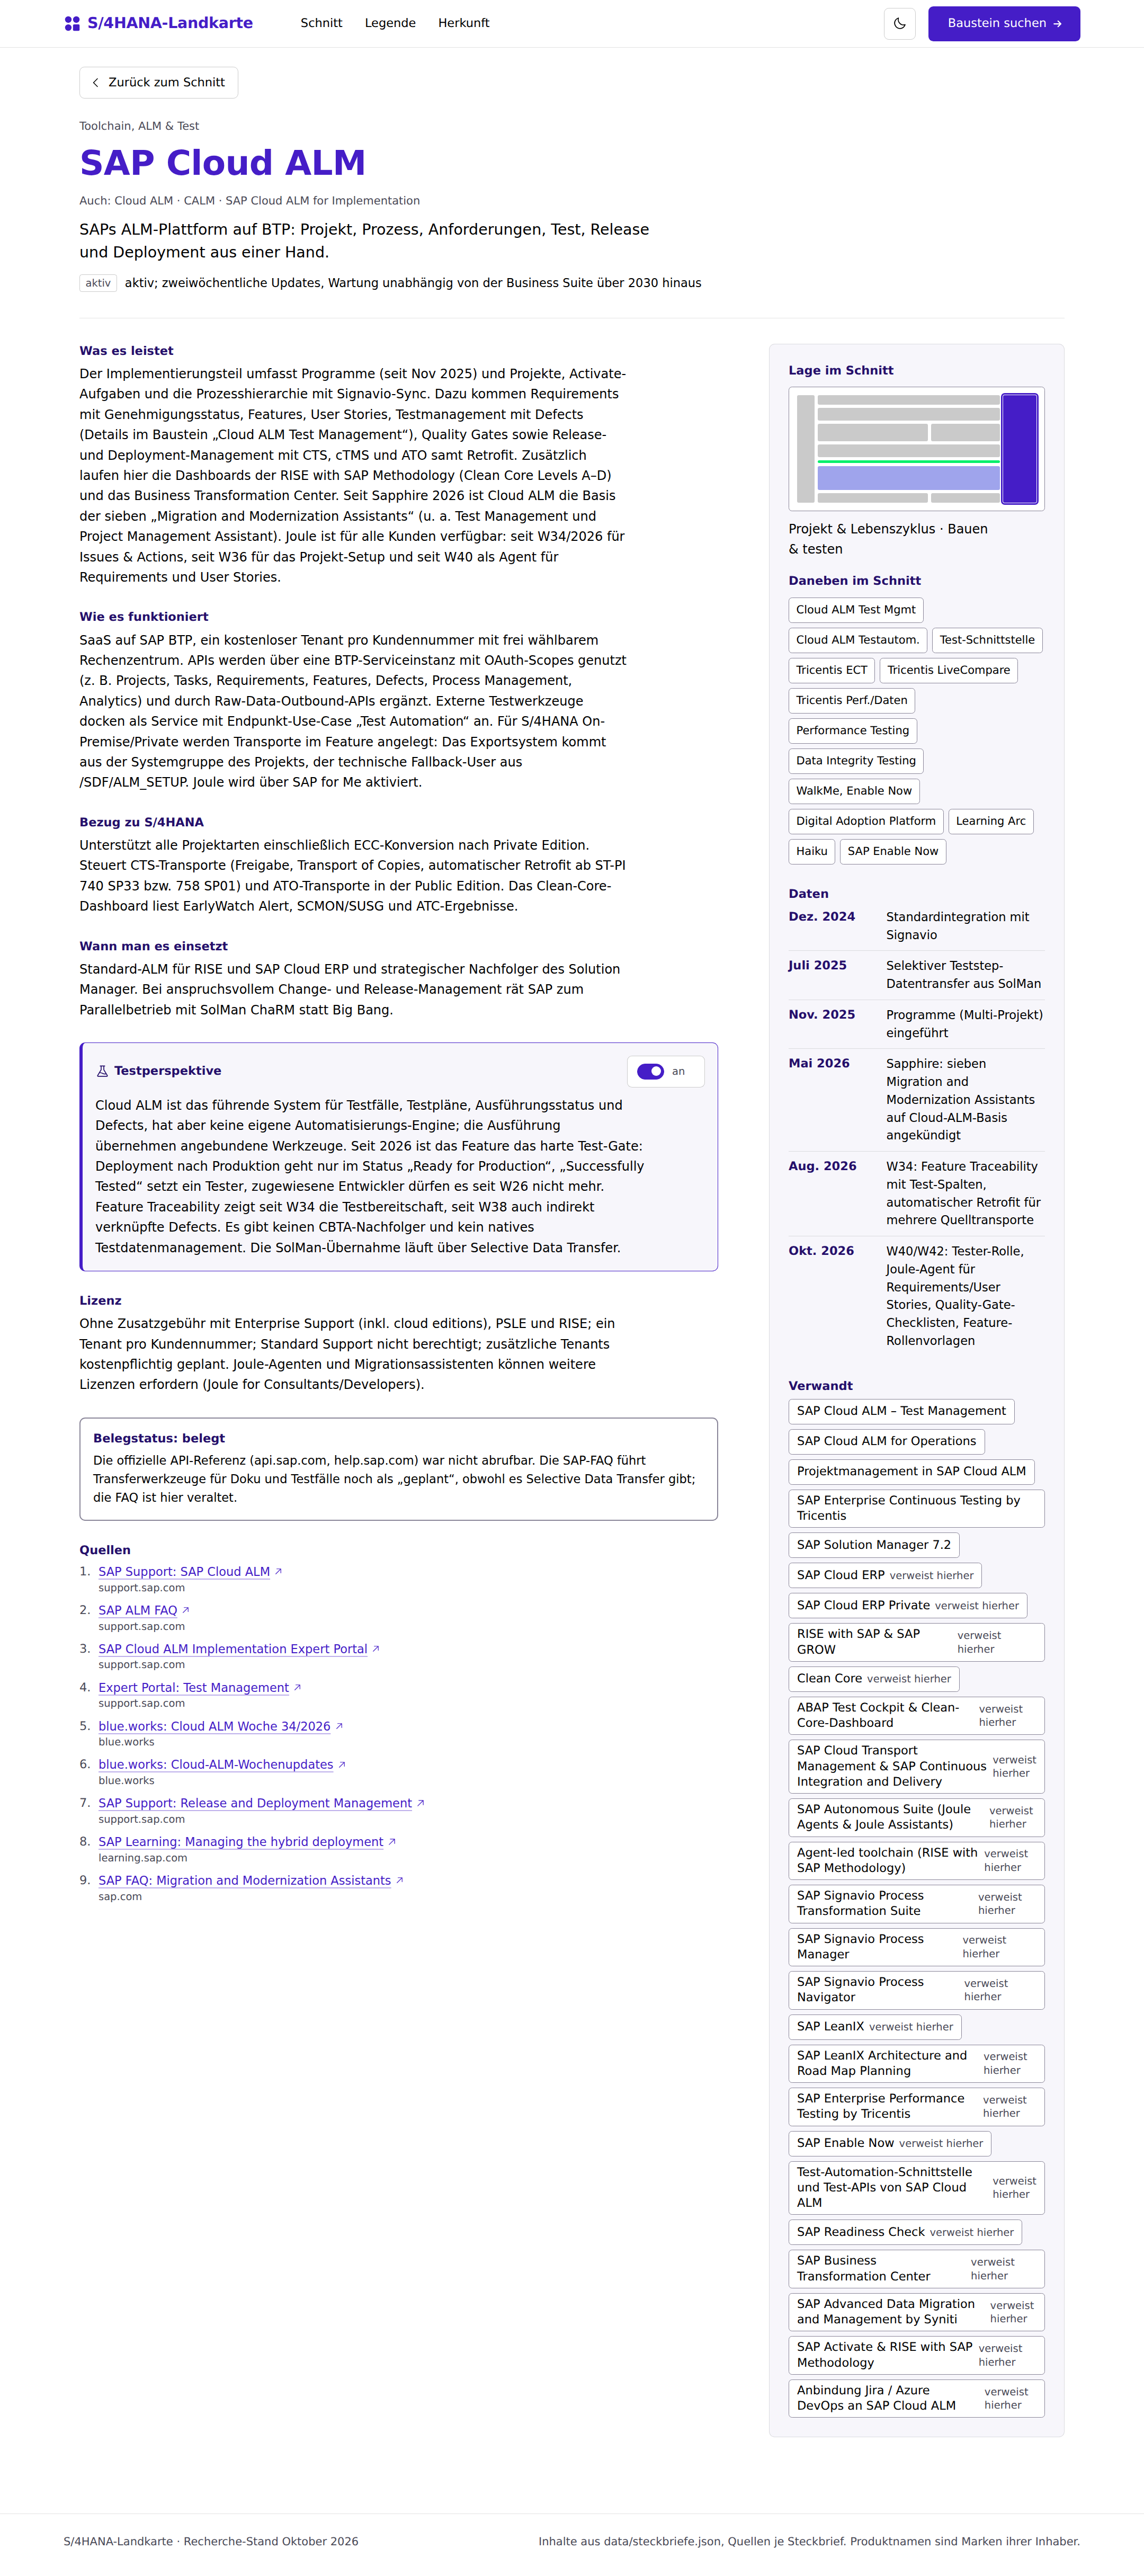 S/4HANA-Landkarte
Schnitt
Legende
Herkunft
Baustein suchen →
Zurück zum Schnitt
Toolchain, ALM & Test
SAP Cloud ALM
Auch: Cloud ALM · CALM · SAP Cloud ALM for Implementation
SAPs ALM-Plattform auf BTP: Projekt, Prozess, Anforderungen, Test, Release
und Deployment aus einer Hand.
aktiv aktiv; zweiwöchentliche Updates, Wartung unabhängig von der Business Suite über 2030 hinaus
Was es leistet
Der Implementierungsteil umfasst Programme (seit Nov 2025) und Projekte, Activate-
Aufgaben und die Prozesshierarchie mit Signavio-Sync. Dazu kommen Requirements
mit Genehmigungsstatus, Features, User Stories, Testmanagement mit Defects
(Details im Baustein „Cloud ALM Test Management“), Quality Gates sowie Release-
und Deployment-Management mit CTS, cTMS und ATO samt Retrofit. Zusätzlich
laufen hier die Dashboards der RISE with SAP Methodology (Clean Core Levels A–D)
und das Business Transformation Center. Seit Sapphire 2026 ist Cloud ALM die Basis
der sieben „Migration and Modernization Assistants“ (u. a. Test Management und
Project Management Assistant). Joule ist für alle Kunden verfügbar: seit W34/2026 für
Issues & Actions, seit W36 für das Projekt-Setup und seit W40 als Agent für
Requirements und User Stories.
Wie es funktioniert
SaaS auf SAP BTP, ein kostenloser Tenant pro Kundennummer mit frei wählbarem
Rechenzentrum. APIs werden über eine BTP-Serviceinstanz mit OAuth-Scopes genutzt
(z. B. Projects, Tasks, Requirements, Features, Defects, Process Management,
Analytics) und durch Raw-Data-Outbound-APIs ergänzt. Externe Testwerkzeuge
docken als Service mit Endpunkt-Use-Case „Test Automation“ an. Für S/4HANA On-
Premise/Private werden Transporte im Feature angelegt: Das Exportsystem kommt
aus der Systemgruppe des Projekts, der technische Fallback-User aus
/SDF/ALM_SETUP. Joule wird über SAP for Me aktiviert.
Bezug zu S/4HANA
Unterstützt alle Projektarten einschließlich ECC-Konversion nach Private Edition.
Steuert CTS-Transporte (Freigabe, Transport of Copies, automatischer Retrofit ab ST-PI
740 SP33 bzw. 758 SP01) und ATO-Transporte in der Public Edition. Das Clean-Core-
Dashboard liest EarlyWatch Alert, SCMON/SUSG und ATC-Ergebnisse.
Wann man es einsetzt
Standard-ALM für RISE und SAP Cloud ERP und strategischer Nachfolger des Solution
Manager. Bei anspruchsvollem Change- und Release-Management rät SAP zum
Parallelbetrieb mit SolMan ChaRM statt Big Bang.
Testperspektive
an
Cloud ALM ist das führende System für Testfälle, Testpläne, Ausführungsstatus und
Defects, hat aber keine eigene Automatisierungs-Engine; die Ausführung
übernehmen angebundene Werkzeuge. Seit 2026 ist das Feature das harte Test-Gate:
Deployment nach Produktion geht nur im Status „Ready for Production“, „Successfully
Tested“ setzt ein Tester, zugewiesene Entwickler dürfen es seit W26 nicht mehr.
Feature Traceability zeigt seit W34 die Testbereitschaft, seit W38 auch indirekt
verknüpfte Defects. Es gibt keinen CBTA-Nachfolger und kein natives
Testdatenmanagement. Die SolMan-Übernahme läuft über Selective Data Transfer.
Lizenz
Ohne Zusatzgebühr mit Enterprise Support (inkl. cloud editions), PSLE und RISE; ein
Tenant pro Kundennummer; Standard Support nicht berechtigt; zusätzliche Tenants
kostenpflichtig geplant. Joule-Agenten und Migrationsassistenten können weitere
Lizenzen erfordern (Joule for Consultants/Developers).
Belegstatus: belegt
Die offizielle API-Referenz (api.sap.com, help.sap.com) war nicht abrufbar. Die SAP-FAQ führt
Transferwerkzeuge für Doku und Testfälle noch als „geplant“, obwohl es Selective Data Transfer gibt;
die FAQ ist hier veraltet.
Quellen
1. SAP Support: SAP Cloud ALM ↗
support.sap.com
2. SAP ALM FAQ ↗
support.sap.com
3. SAP Cloud ALM Implementation Expert Portal ↗
support.sap.com
4. Expert Portal: Test Management ↗
support.sap.com
5. blue.works: Cloud ALM Woche 34/2026 ↗
blue.works
6. blue.works: Cloud-ALM-Wochenupdates ↗
blue.works
7. SAP Support: Release and Deployment Management ↗
support.sap.com
8. SAP Learning: Managing the hybrid deployment ↗
learning.sap.com
9. SAP FAQ: Migration and Modernization Assistants ↗
sap.com
Lage im Schnitt
Projekt & Lebenszyklus · Bauen
& testen
Daneben im Schnitt
Cloud ALM Test Mgmt
Cloud ALM Testautom. Test-Schnittstelle
Tricentis ECT Tricentis LiveCompare
Tricentis Perf./Daten
Performance Testing
Data Integrity Testing
WalkMe, Enable Now
Digital Adoption Platform Learning Arc
Haiku SAP Enable Now
Daten
Dez. 2024 Standardintegration mit
Signavio
Juli 2025 Selektiver Teststep-
Datentransfer aus SolMan
Nov. 2025 Programme (Multi-Projekt)
eingeführt
Mai 2026 Sapphire: sieben
Migration and
Modernization Assistants
auf Cloud-ALM-Basis
angekündigt
Aug. 2026 W34: Feature Traceability
mit Test-Spalten,
automatischer Retrofit für
mehrere Quelltransporte
Okt. 2026 W40/W42: Tester-Rolle,
Joule-Agent für
Requirements/User
Stories, Quality-Gate-
Checklisten, Feature-
Rollenvorlagen
Verwandt
SAP Cloud ALM – Test Management
SAP Cloud ALM for Operations
Projektmanagement in SAP Cloud ALM
SAP Enterprise Continuous Testing by
Tricentis
SAP Solution Manager 7.2
SAP Cloud ERP verweist hierher
SAP Cloud ERP Private verweist hierher
RISE with SAP & SAP
GROW
verweist
hierher
Clean Core verweist hierher
ABAP Test Cockpit & Clean-
Core-Dashboard
verweist
hierher
SAP Cloud Transport
Management & SAP Continuous
Integration and Delivery
verweist
hierher
SAP Autonomous Suite (Joule
Agents & Joule Assistants)
verweist
hierher
Agent-led toolchain (RISE with
SAP Methodology)
verweist
hierher
SAP Signavio Process
Transformation Suite
verweist
hierher
SAP Signavio Process
Manager
verweist
hierher
SAP Signavio Process
Navigator
verweist
hierher
SAP LeanIX verweist hierher
SAP LeanIX Architecture and
Road Map Planning
verweist
hierher
SAP Enterprise Performance
Testing by Tricentis
verweist
hierher
SAP Enable Now verweist hierher
Test-Automation-Schnittstelle
und Test-APIs von SAP Cloud
ALM
verweist
hierher
SAP Readiness Check verweist hierher
SAP Business
Transformation Center
verweist
hierher
SAP Advanced Data Migration
and Management by Syniti
verweist
hierher
SAP Activate & RISE with SAP
Methodology
verweist
hierher
Anbindung Jira / Azure
DevOps an SAP Cloud ALM
verweist
hierher
S/4HANA-Landkarte · Recherche-Stand Oktober 2026
Inhalte aus data/steckbriefe.json, Quellen je Steckbrief. Produktnamen sind Marken ihrer Inhaber.